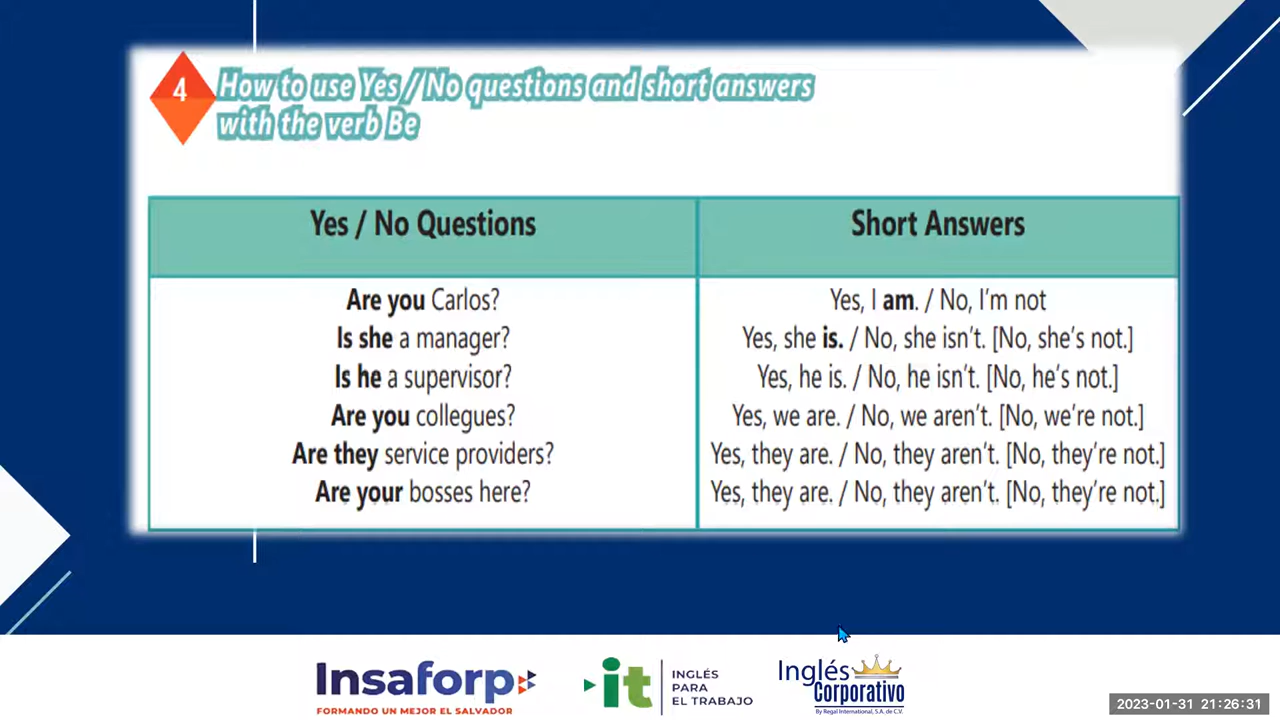 4
How to use Yes / No questions and short answers
with the verb Be
Yes / No Questions
Short Answers
Are you Carlos?
Yes, I am. / No, I'm not
Is she a manager?
Yes, she is. / No, she isn't. [No, she's not.]
Is he a supervisor?
Yes, he is. / No, he isn't. [No, he's not.]
Are you collegues?
Yes, we are. / No, we aren't. [No, we're not.]
Are they service providers?
Yes, they are. / No, they aren't. [No, they're not.]
Are your bosses here?
Yes, they are. / No, they aren't. [No, they're not.]
Insaforp
FORMANDO UN MEJOR EL SALVADOR
it
INGLÉS
PARA
EL TRABAJO
Inglés
Corporativo
By Regal International, S.A. de C.V.
2023-01-31 21:26:31